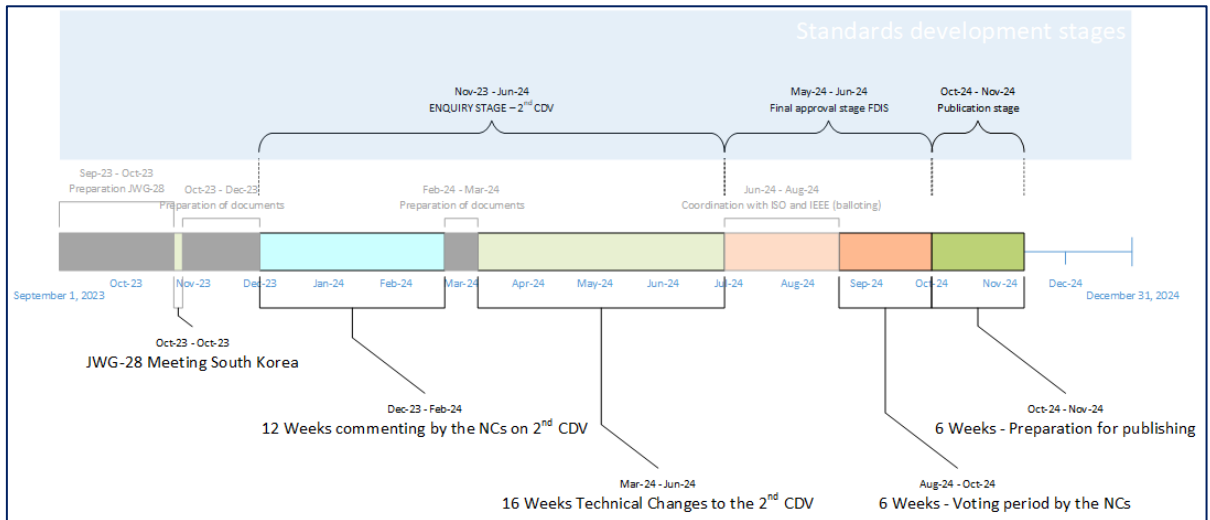 Standards development stages
Nov-23 - Jun-24
ENQUIRY STAGE – 2nd CDV
May-24 - Jun-24
Final approval stage FDIS
Oct-24 - Nov-24
Publication stage
Sep-23 - Oct-23
Preparation JWG-28
Oct-23 - Dec-23
Preparation of documents
Feb-24 - Mar-24
Preparation of documents
Jun-24 - Aug-24
Coordination with ISO and IEEE (balloting)
Oct-23 Nov-23 Dec-23 Jan-24 Feb-24 Mar-24 Apr-24 May-24 Jun-24 Jul-24 Aug-24 Sep-24 Oct-24 Nov-24 Dec-24
September 1, 2023
December 31, 2024
Oct-23 - Oct-23
JWG-28 Meeting South Korea
Dec-23 - Feb-24
12 Weeks commenting by the NCs on 2nd CDV
Oct-24 - Nov-24
6 Weeks - Preparation for publishing
Mar-24 - Jun-24
16 Weeks Technical Changes to the 2nd CDV
Aug-24 - Oct-24
6 Weeks - Voting period by the NCs